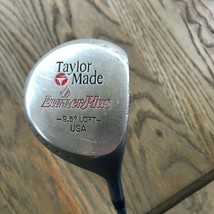 Taylor
Made
Burner Plus
-9.5° LOFT-
USA